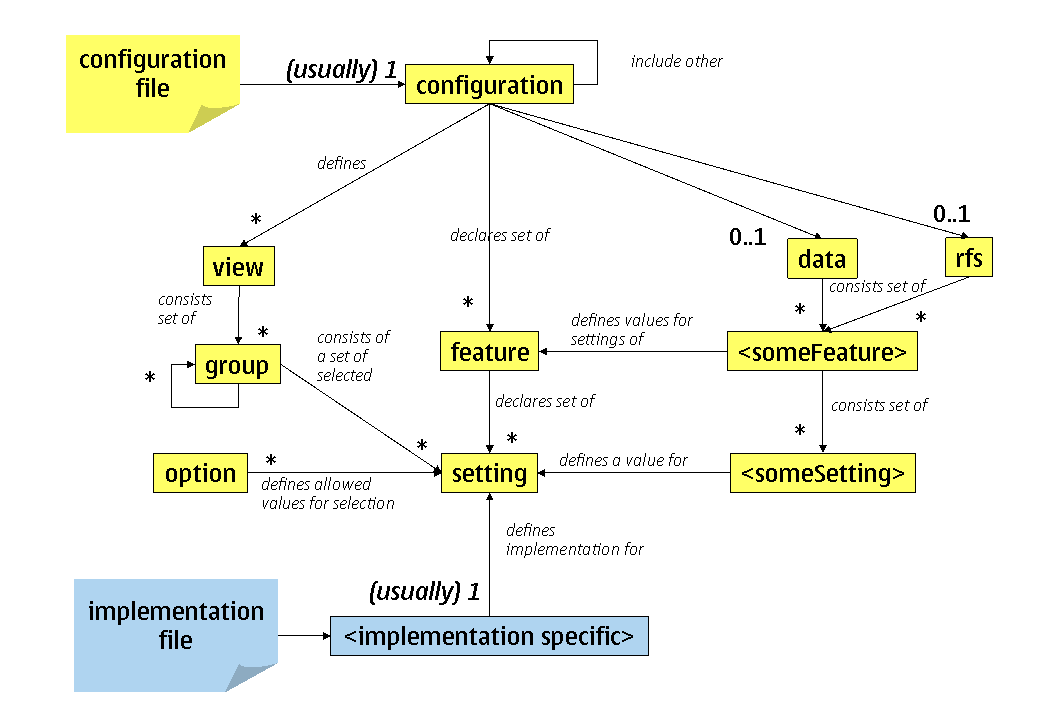 configuration
file
(usually) 1
configuration
include other
defines
*
declares set of
0..1
0..1
view
data
rfs
consists
set of
consists set of
*
*
*
*
consists of
a set of
selected
defines values for
settings of
group
feature
<someFeature>
*
declares set of
consists set of
*
*
*
option
*
setting
defines a value for
<someSetting>
defines allowed
values for selection
defines
implementation for
(usually) 1
implementation
file
<implementation specific>